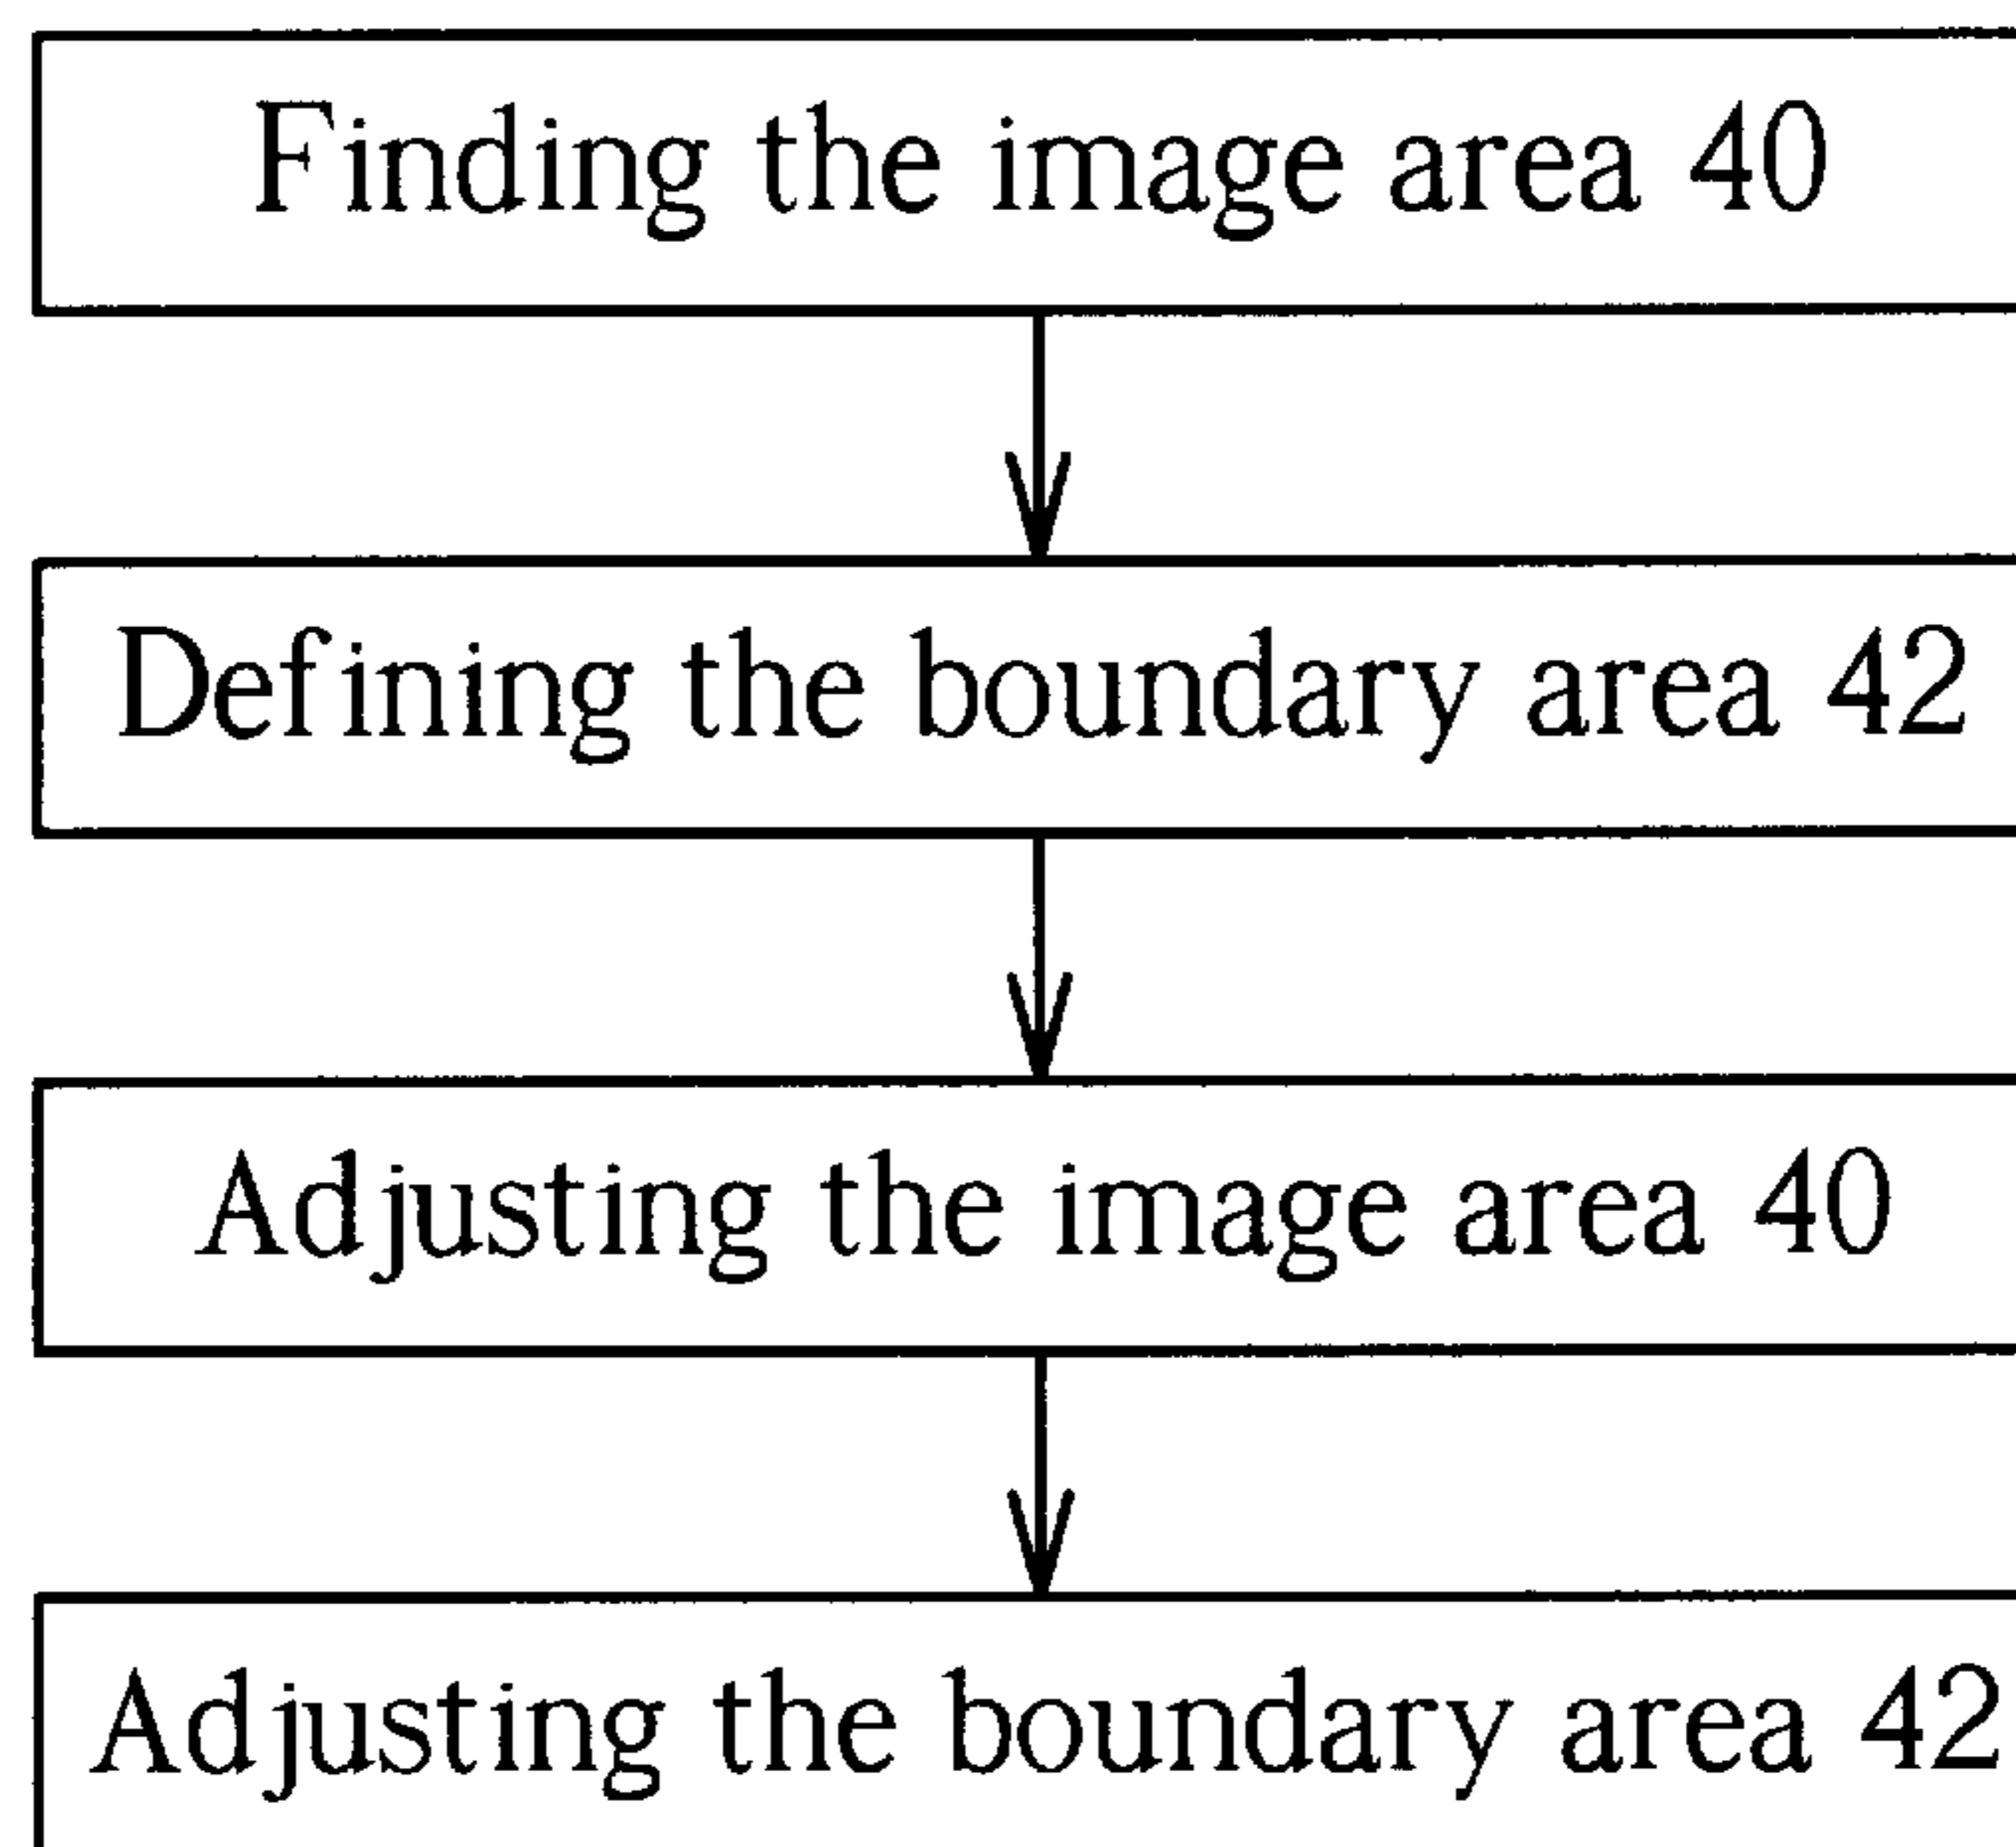 Finding the image area 40
Defining the boundary area 42
Adjusting the image area 40
Adjusting the boundary area 42